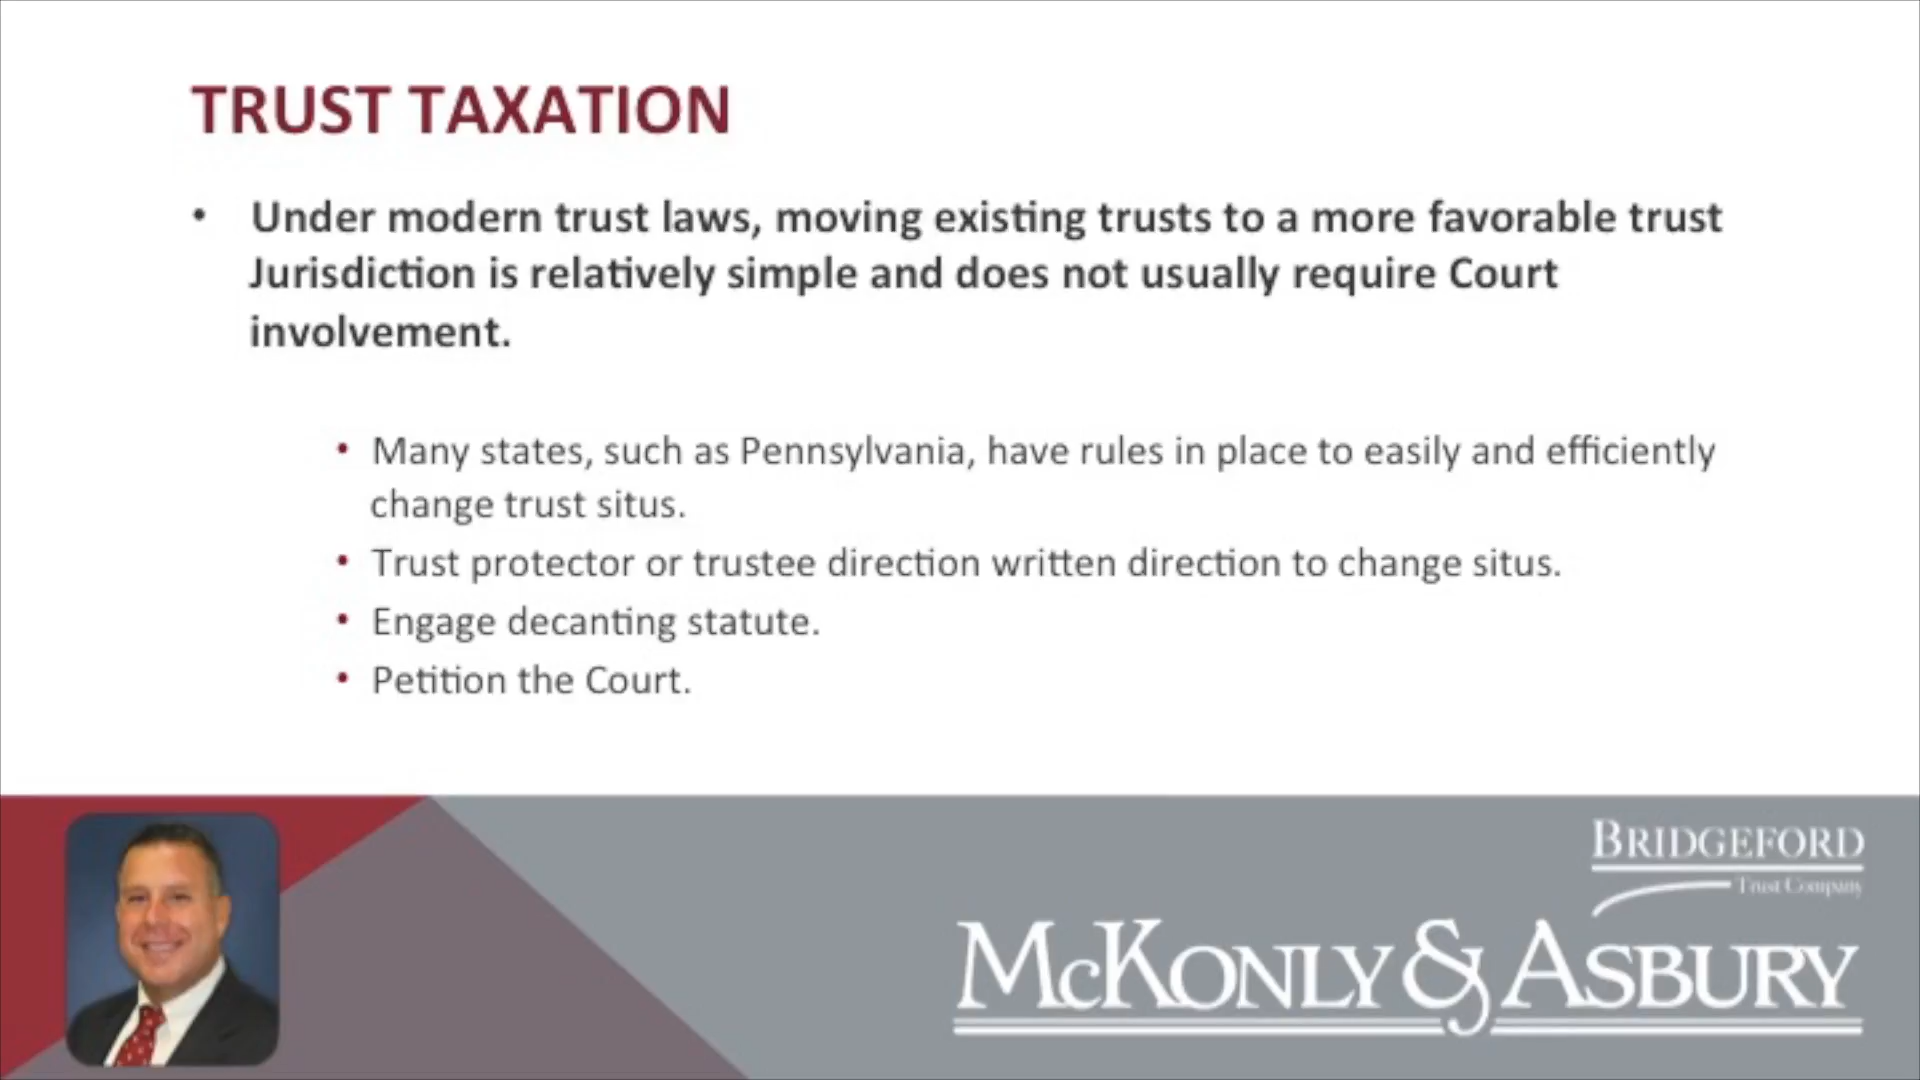 TRUST TAXATION
• Under modern trust laws, moving existing trusts to a more favorable trust
Jurisdiction is relatively simple and does not usually require Court
involvement.
• Many states, such as Pennsylvania, have rules in place to easily and efficiently
change trust situs.
• Trust protector or trustee direction written direction to change situs.
• Engage decanting statute.
• Petition the Court.
BRIDGEFORD
Trust Company
MCKONLY & ASBURY